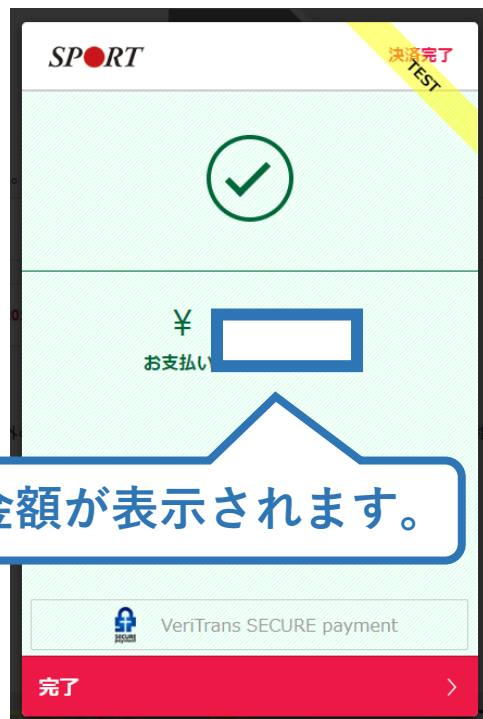 SPORT
決済完了
TEST
¥
お支払い
金額が表示されます。
VeriTrans SECURE payment
完了